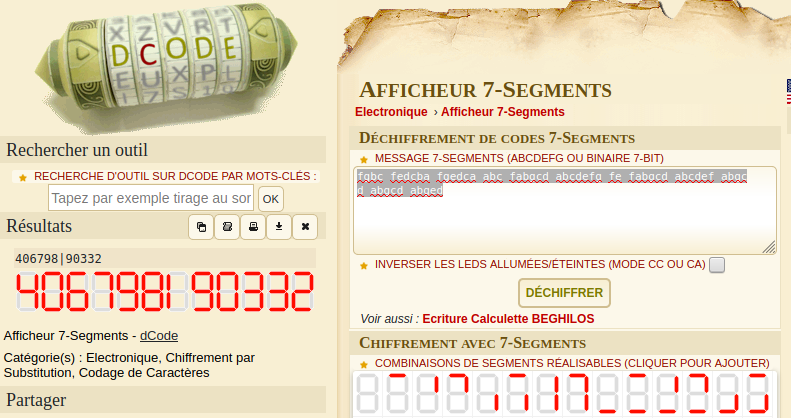 X Z V R T
DCODE
E U X P L
Rechercher un outil
RECHERCHE D'OUTIL SUR DCODE PAR MOTS-CLÉS :
Tapez par exemple tirage au sor OK
Résultats
406798|90332
406798| 90332
Afficheur 7-Segments - dCode
Catégorie(s) : Electronique, Chiffrement par
Substitution, Codage de Caractères
Partager
AFFICHEUR 7-SEGMENTS
Electronique › Afficheur 7-Segments
DÉCHIFFREMENT DE CODES 7-SEGMENTS
MESSAGE 7-SEGMENTS (ABCDEFG OU BINAIRE 7-BIT)
fgbc fedcba fgedca abc fabgcd abcdefg fe fabgcd abcdef abgc
d abgcd abged
INVERSER LES LEDS ALLUMÉES/ÉTEINTES (MODE CC OU CA)
DÉCHIFFRER
Voir aussi : Ecriture Calculette BEGHILOS
CHIFFREMENT AVEC 7-SEGMENTS
COMBINAISONS DE SEGMENTS RÉALISABLES (CLIQUER POUR AJOUTER)